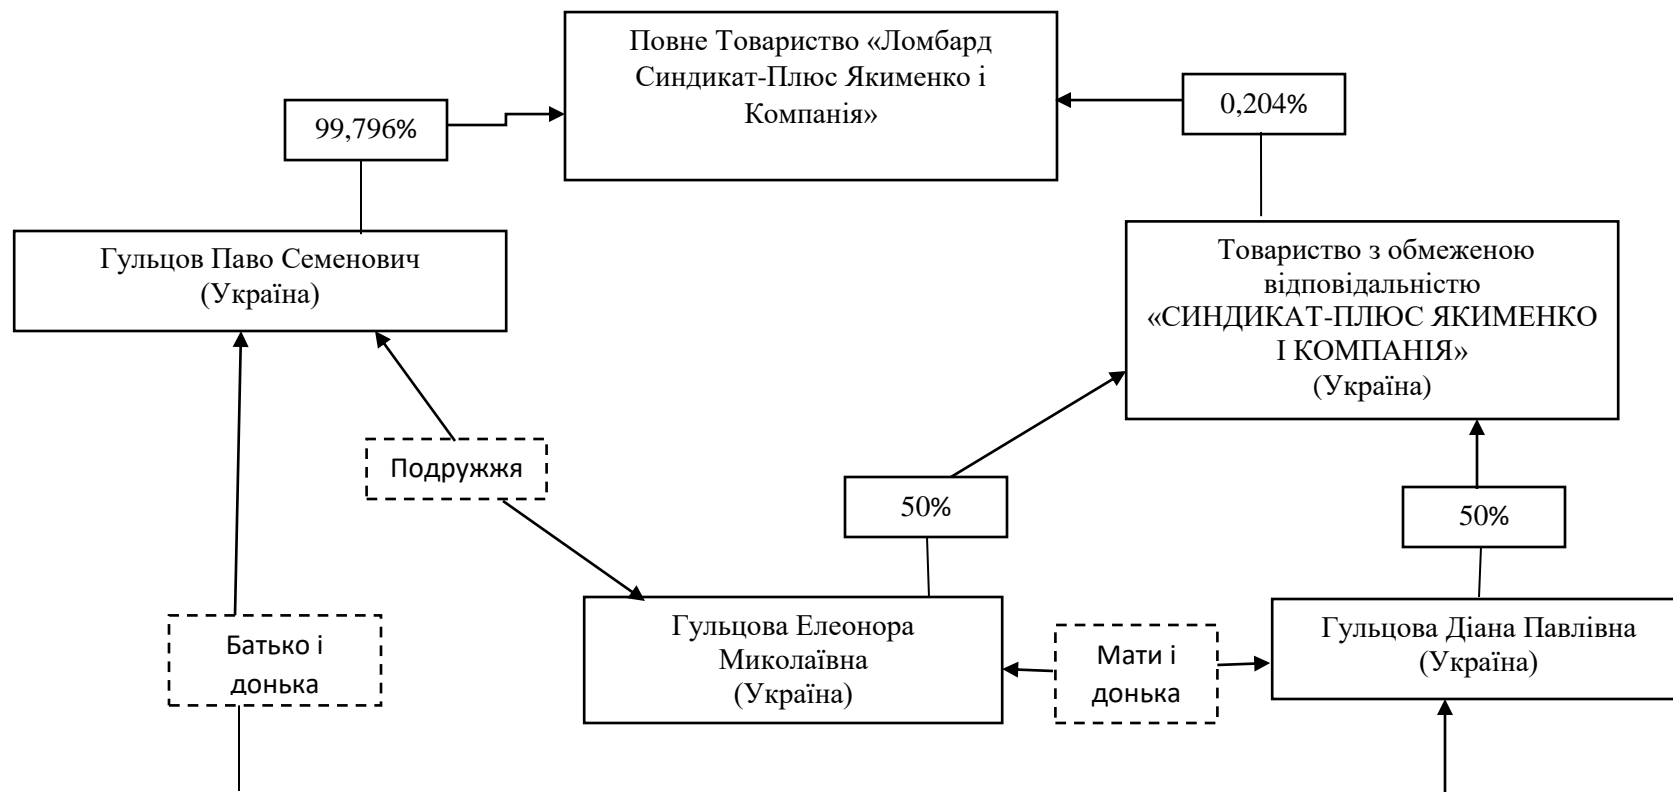 Повне Товариство «Ломбард
Синдикат-Плюс Якименко і
Компанія»
99,796%
0,204%
Гульцов Паво Семенович
(Україна)
Товариство з обмеженою
відповідальністю
«СИНДИКАТ-ПЛЮС ЯКИМЕНКО
І КОМПАНІЯ»
(Україна)
Подружжя
50%
50%
Батько і
донька
Гульцова Елеонора
Миколаївна
(Україна)
Мати і
донька
Гульцова Діана Павлівна
(Україна)